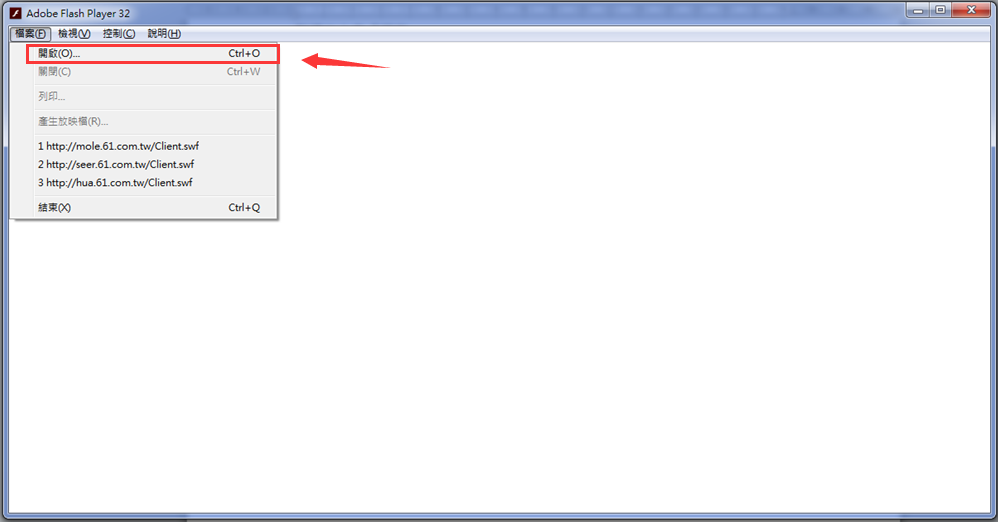 Adobe Flash Player 32
檔案(F) 檢視(V) 控制(C) 說明(H)
開啟(O)... Ctrl+O
關閉(C) Ctrl+W
列印...
產生放映檔(R)...
1 http://mole.61.com.tw/Client.swf
2 http://seer.61.com.tw/Client.swf
3 http://hua.61.com.tw/Client.swf
結束(X) Ctrl+Q